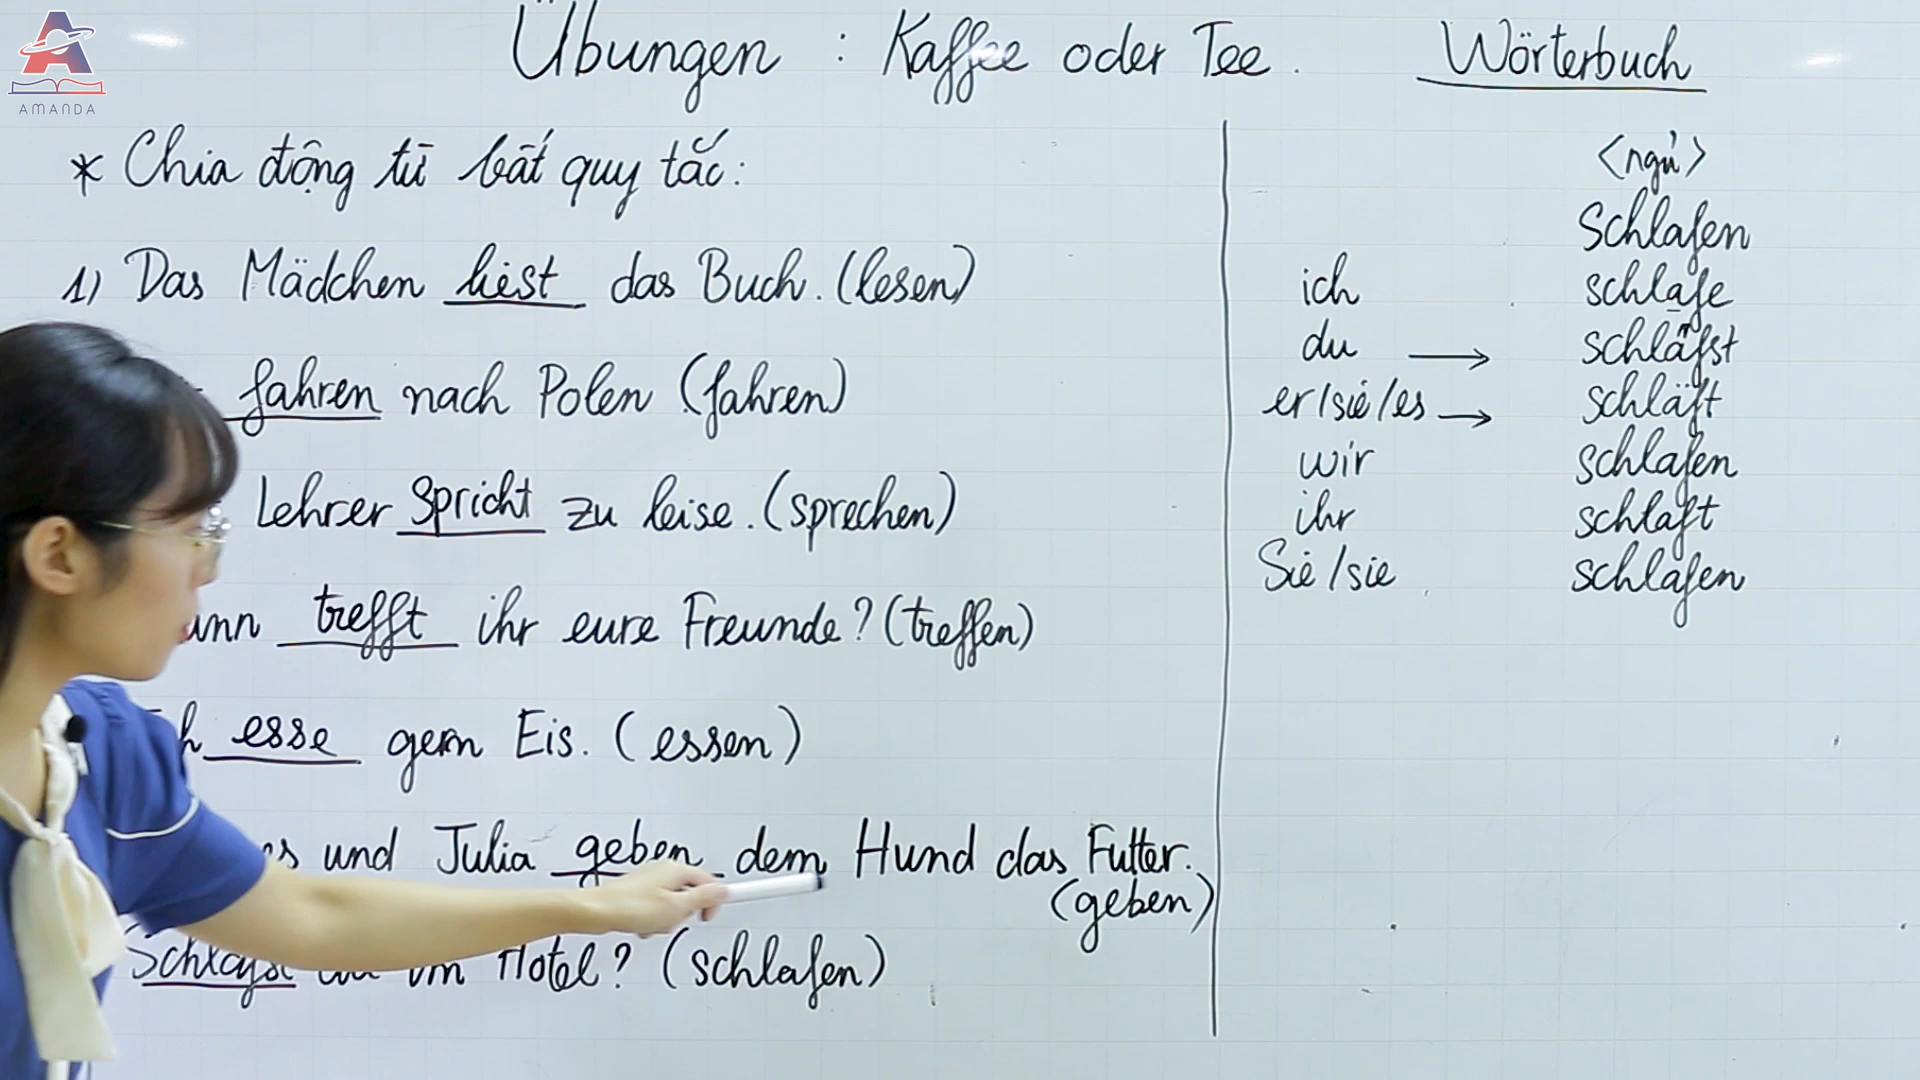 AMANDA
Übungen : Kaffee oder Tee.
Wörterbuch
* Chia động từ bất quy tắc:
1) Das Mädchen liest das Buch. (lesen)
fahren nach Polen (fahren)
Lehrer spricht zu leise. (sprechen)
trefft ihr eure Freunde? (treffen)
esse gern Eis. (essen)
und Julia geben dem Hund das Futter.
(geben)
im Hotel? (schlafen)
<ngủ>
Schlafen
ich schlafe
du → schläfst
er/sie/es → schläft
wir schlafen
ihr schlaft
Sie/sie schlafen